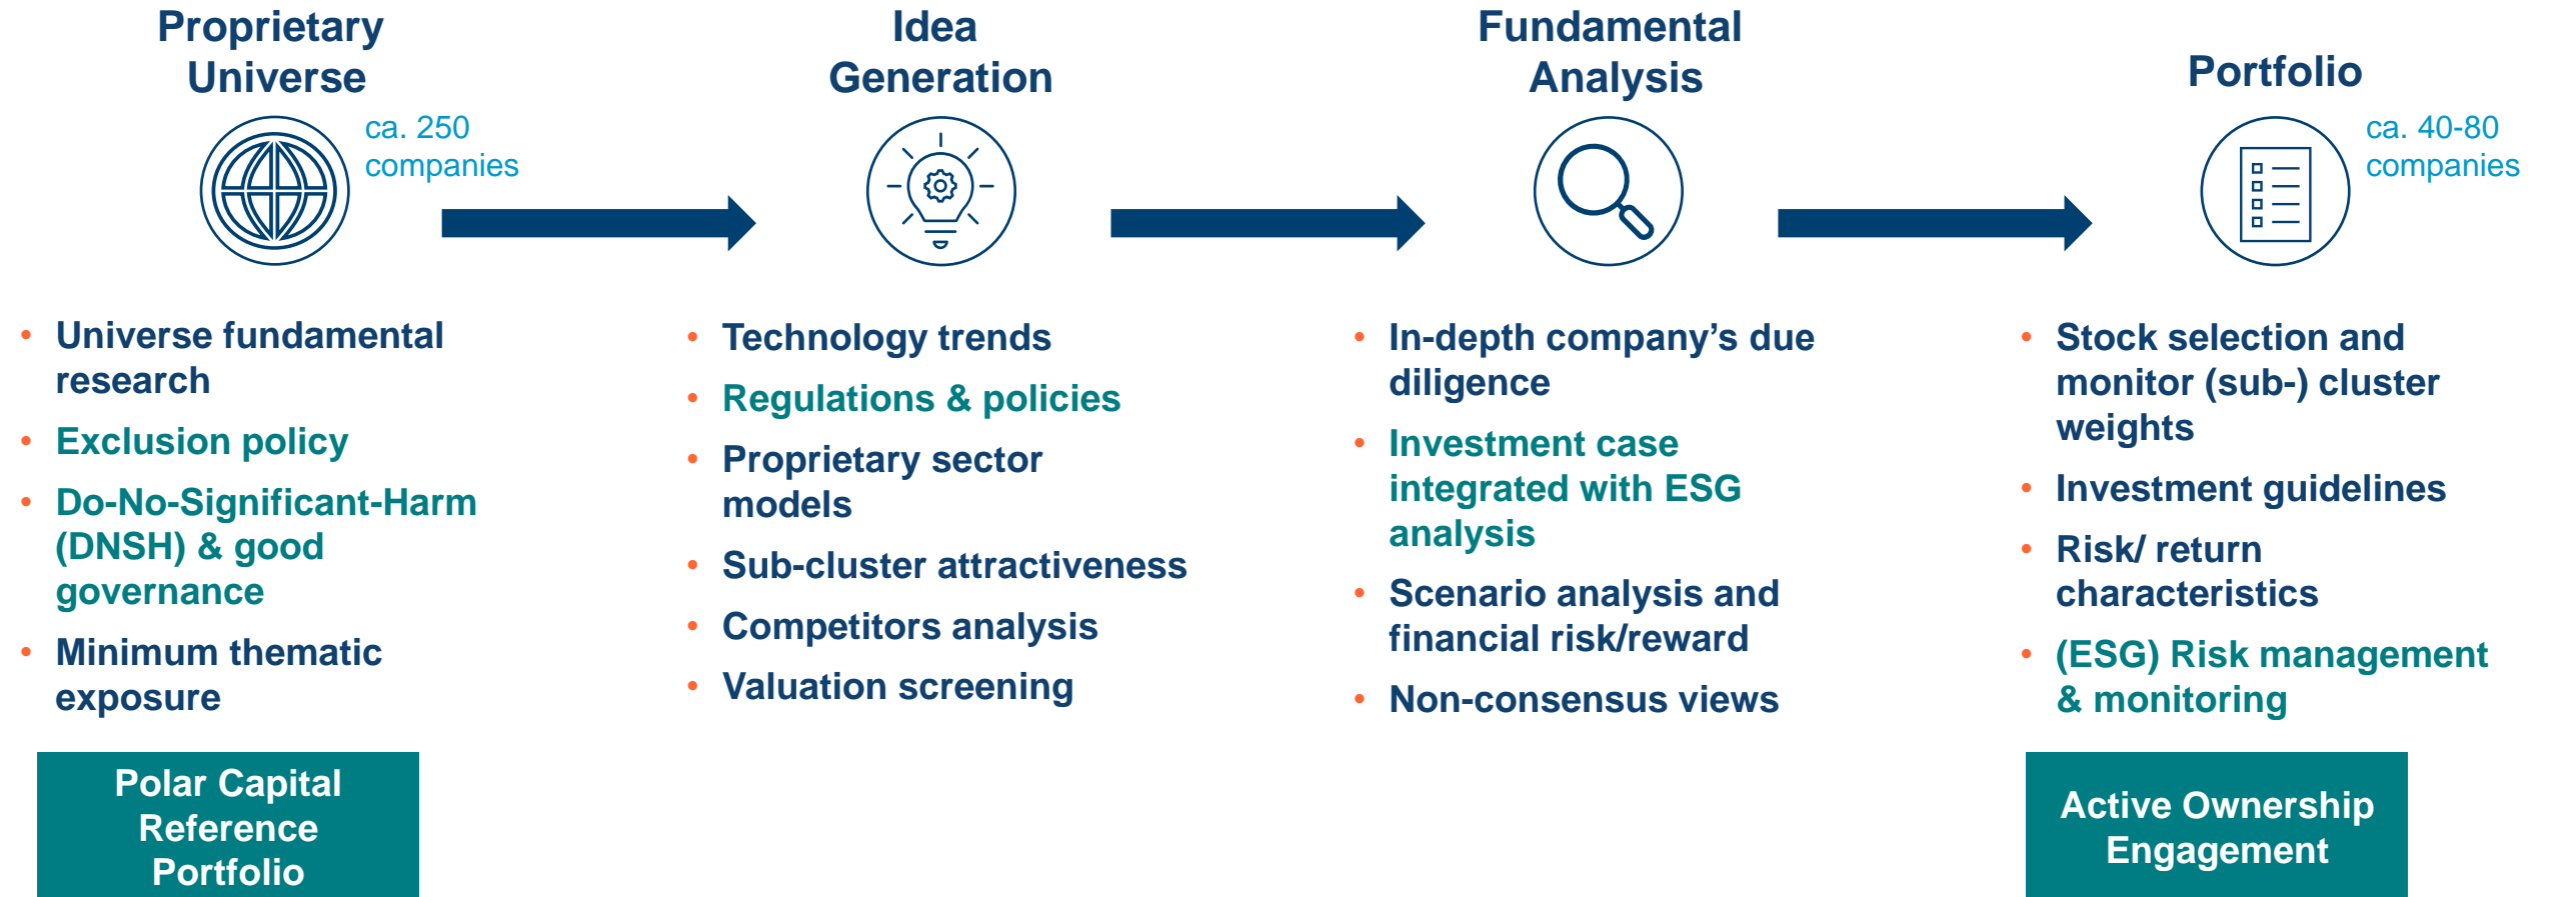 Proprietary
Universe
ca. 250
companies
• Universe fundamental
research
• Exclusion policy
• Do-No-Significant-Harm
(DNSH) & good
governance
• Minimum thematic
exposure
Polar Capital
Reference
Portfolio
Idea
Generation
• Technology trends
• Regulations & policies
• Proprietary sector
models
• Sub-cluster attractiveness
• Competitors analysis
• Valuation screening
Fundamental
Analysis
• In-depth company’s due
diligence
• Investment case
integrated with ESG
analysis
• Scenario analysis and
financial risk/reward
• Non-consensus views
Portfolio
ca. 40-80
companies
• Stock selection and
monitor (sub-) cluster
weights
• Investment guidelines
• Risk/ return
characteristics
• (ESG) Risk management
& monitoring
Active Ownership
Engagement